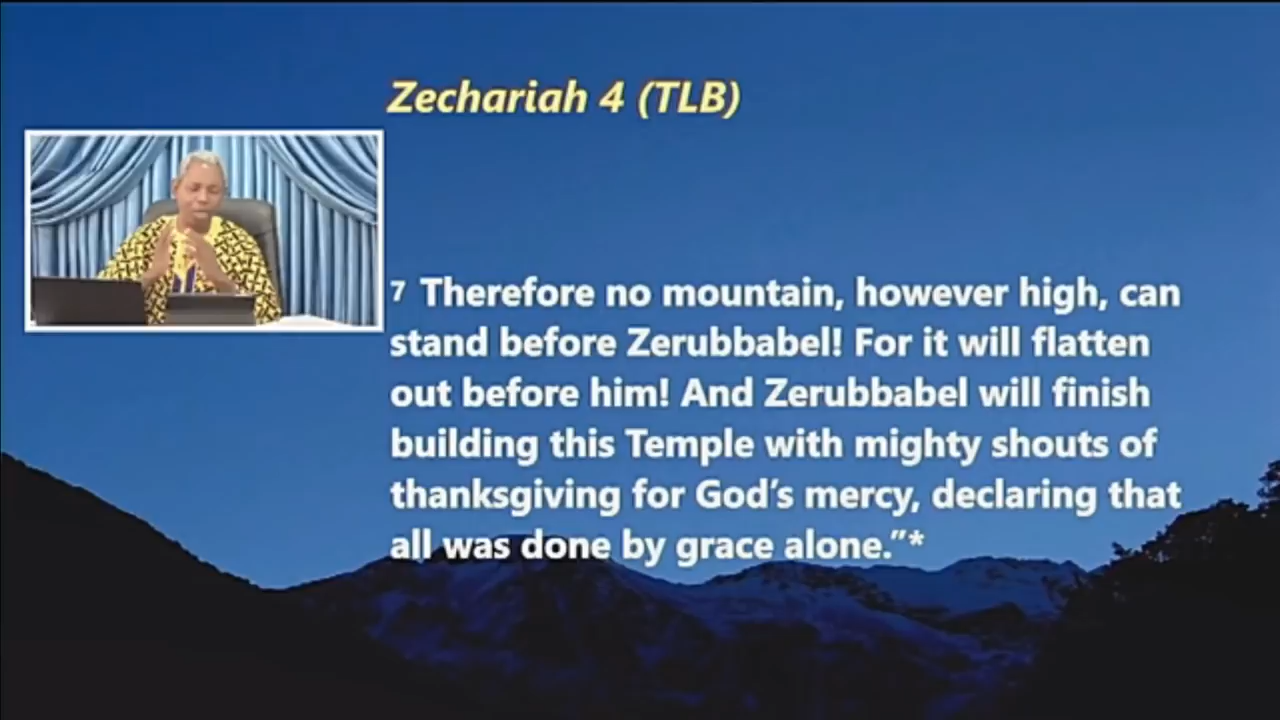 Zechariah 4 (TLB)
7 Therefore no mountain, however high, can
stand before Zerubbabel! For it will flatten
out before him! And Zerubbabel will finish
building this Temple with mighty shouts of
thanksgiving for God’s mercy, declaring that
all was done by grace alone.”*